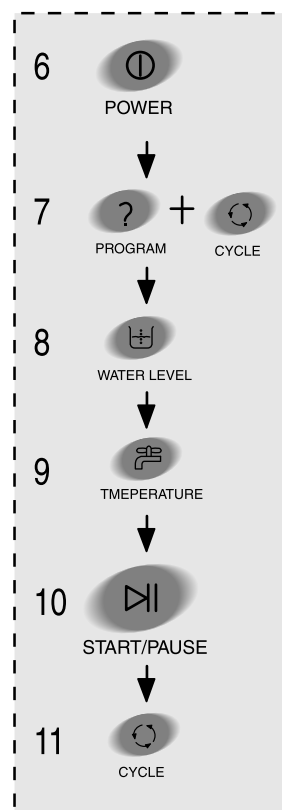 6
POWER
7
? +
PROGRAM CYCLE
8
WATER LEVEL
9
TMEPERATURE
10
START/PAUSE
11
CYCLE